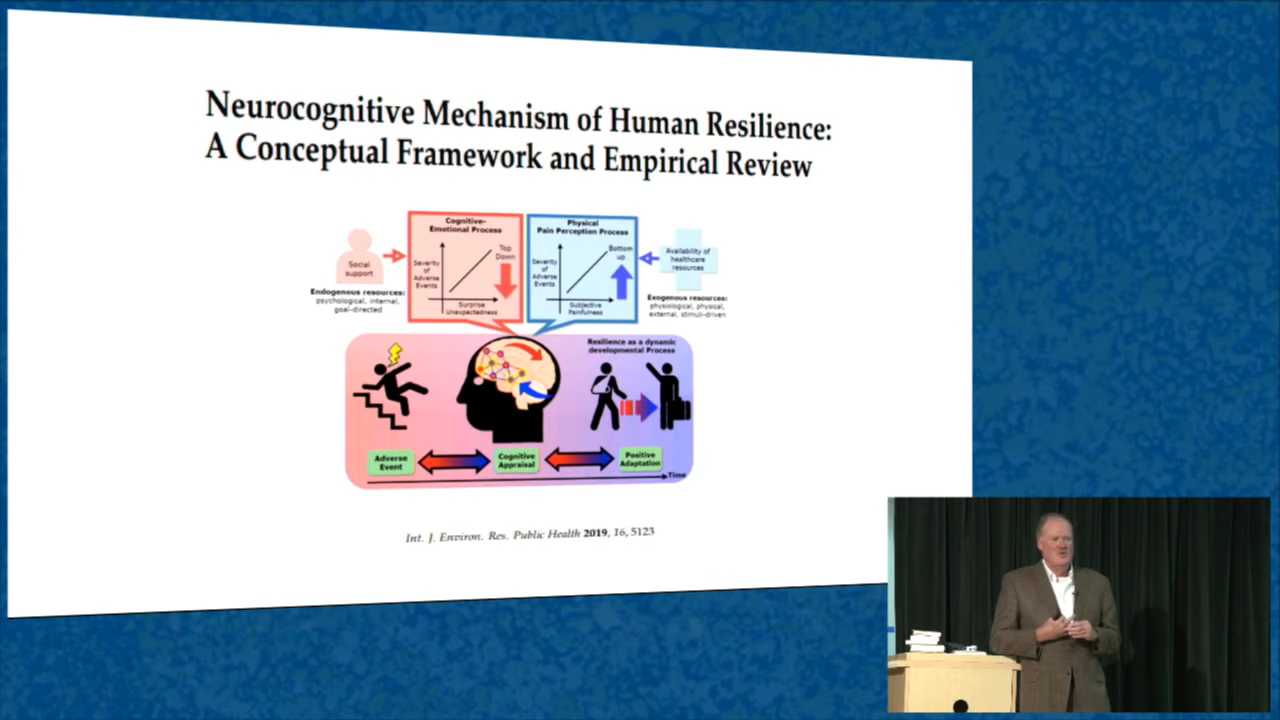 Neurocognitive Mechanism of Human Resilience:
A Conceptual Framework and Empirical Review
Social
support
Endogenous resources:
psychological, internal,
goal-directed
Cognitive-
Emotional Process
Severity
of
Adverse
Events
Top
Down
Surprise
Unexpectedness
Physical
Pain Perception Process
Severity
of
Adverse
Events
Bottom
up
Subjective
Painfulness
Availability of
healthcare
resources
Exogenous resources:
physiological, physical,
external, stimuli-driven
Resilience as a dynamic
developmental Process
Adverse
Event
Cognitive
Appraisal
Positive
Adaptation
Time
Int. J. Environ. Res. Public Health 2019, 16, 5123